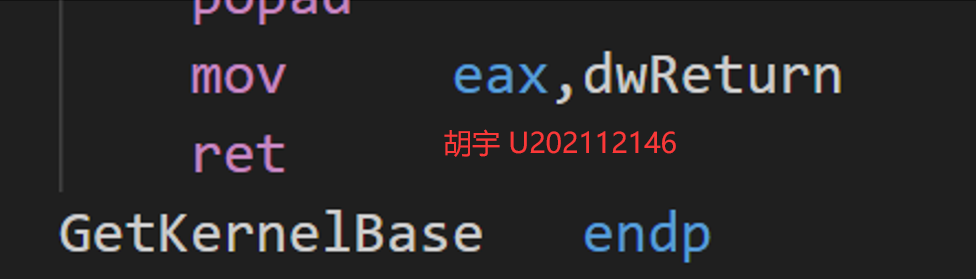 popad
mov eax,dwReturn
ret 胡宇 U202112146
GetKernelBase endp